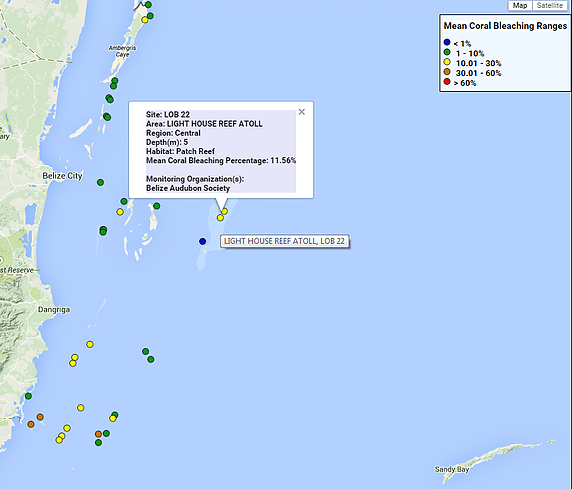 Map Satellite
Mean Coral Bleaching Ranges
< 1%
1 - 10%
10.01 - 30%
30.01 - 60%
> 60%
Ambergris
Caye
Site: LOB 22
Area: LIGHT HOUSE REEF ATOLL
Region: Central
Depth(m): 5
Habitat: Patch Reef
Mean Coral Bleaching Percentage: 11.56%
Monitoring Organization(s):
Belize Audubon Society
Belize City
LIGHT HOUSE REEF ATOLL, LOB 22
st Reserve
Dangriga
Sandy Bay